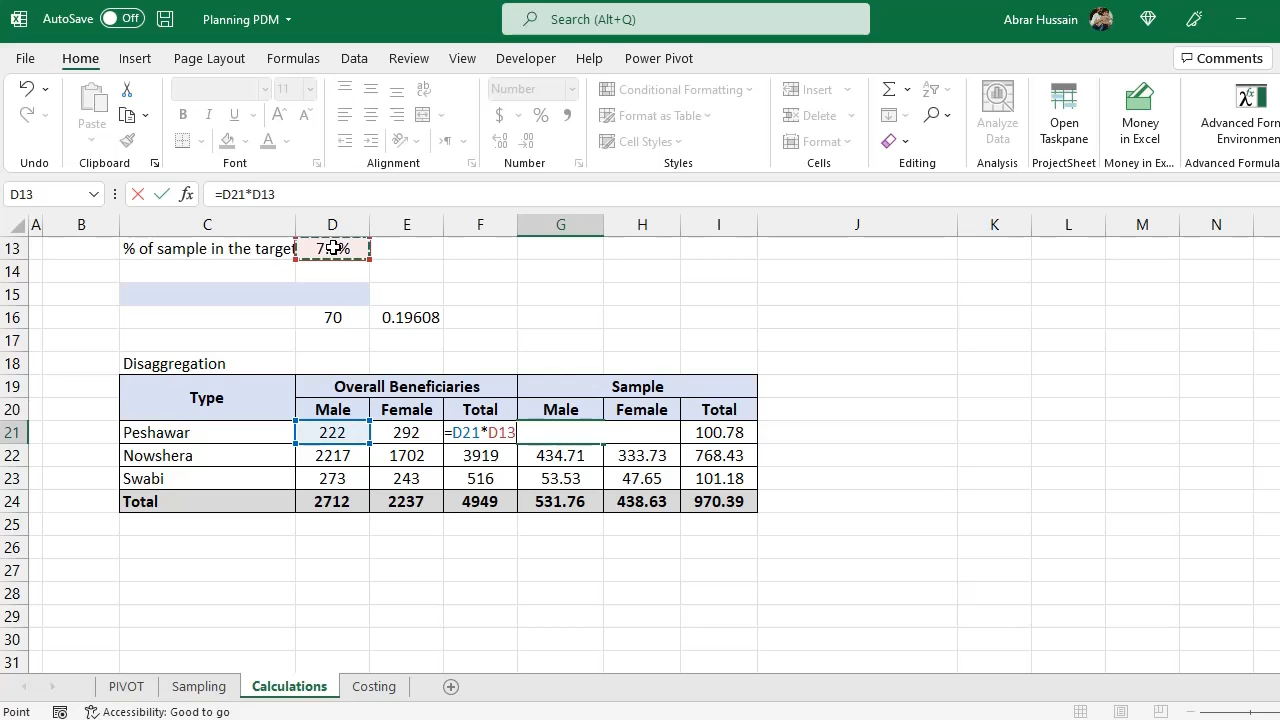 AutoSave Off Planning PDM Search (Alt+Q) Abrar Hussain
File Home Insert Page Layout Formulas Data Review View Developer Help Power Pivot Comments
Number
Paste B I U A A ab Conditional Formatting Format as Table Cell Styles Insert Delete Format Analyze Data Open Taskpane Money in Excel Advanced
Undo Clipboard Font Alignment Number Styles Cells Editing Analysis ProjectSheet Money in Ex...
D13 fx =D21*D13
A B C D E F G H I J K L M N
13 % of sample in the target
14
15
16 70 0.19608
17
18 Disaggregation
19 Type Overall Beneficiaries Sample
20 Male Female Total Male Female Total
21 Peshawar 222 292 =D21*D13 100.78
22 Nowshera 2217 1702 3919 434.71 333.73 768.43
23 Swabi 273 243 516 53.53 47.65 101.18
24 Total 2712 2237 4949 531.76 438.63 970.39
25
26
27
28
29
30
31
PIVOT Sampling Calculations Costing
Point Accessibility: Good to go